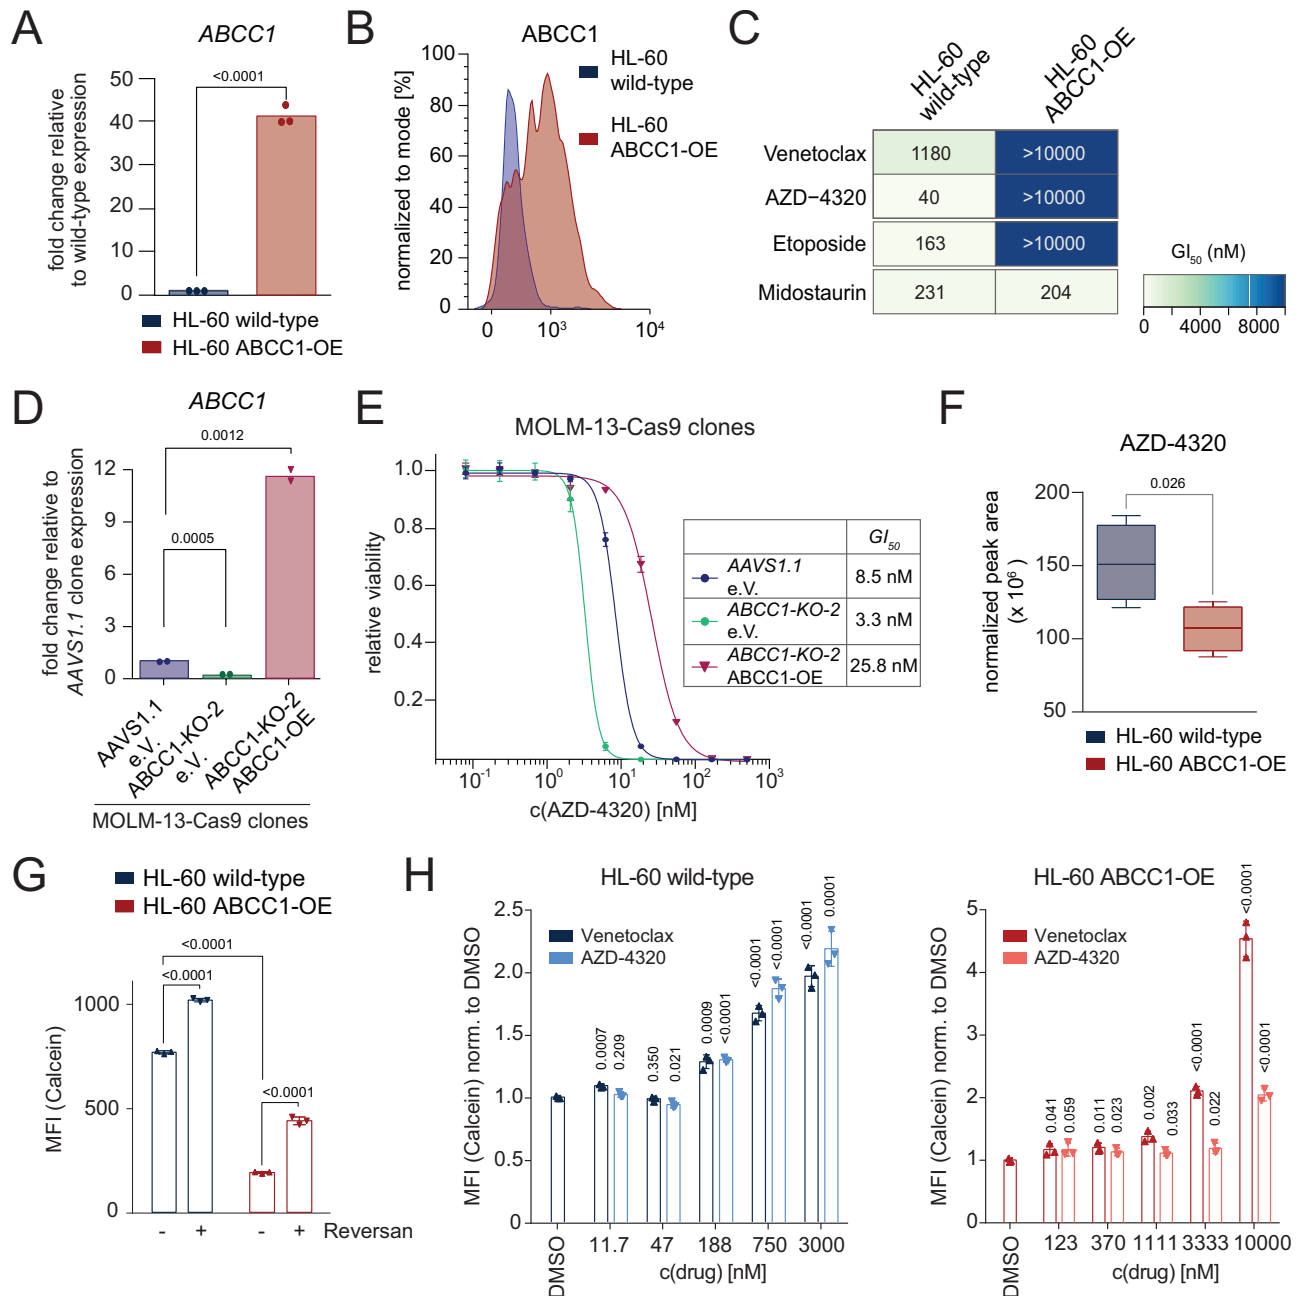 A
ABCC1
fold change relative
to wild-type expression
50
40
30
20
10
0
<0.0001
HL-60 wild-type
HL-60 ABCC1-OE
B
ABCC1
normalized to mode [%]
100
80
60
40
20
0
0
10³
10⁴
HL-60
wild-type
HL-60
ABCC1-OE
C
HL-60
wild-type
HL-60
ABCC1-OE
Venetoclax 1180 >10000
AZD−4320 40 >10000
Etoposide 163 >10000
Midostaurin 231 204
GI₅₀ (nM)
0 4000 8000
D
ABCC1
fold change relative to
AAVS1.1 clone expression
12
9
6
3
0
0.0012
0.0005
AAVS1.1
e.V.
ABCC1-KO-2
e.V.
ABCC1-KO-2
ABCC1-OE
MOLM-13-Cas9 clones
E
MOLM-13-Cas9 clones
relative viability
1.0
0.8
0.6
0.4
0.2
10⁻¹ 10⁰ 10¹ 10² 10³
c(AZD-4320) [nM]
GI₅₀
AAVS1.1
e.V.
8.5 nM
ABCC1-KO-2
e.V.
3.3 nM
ABCC1-KO-2
ABCC1-OE
25.8 nM
F
AZD-4320
normalized peak area
(x 10⁶)
200
150
100
50
0.026
HL-60 wild-type
HL-60 ABCC1-OE
G
HL-60 wild-type
HL-60 ABCC1-OE
MFI (Calcein)
1000
500
0
<0.0001
<0.0001
<0.0001
- + - + Reversan
H
HL-60 wild-type
MFI (Calcein) norm. to DMSO
2.5
2.0
1.5
1.0
0.5
0
Venetoclax
AZD-4320
0.0007
0.209
0.350
0.021
0.0009
<0.0001
<0.0001
<0.0001
<0.0001
0.0001
DMSO 11.7 47 188 750 3000
c(drug) [nM]
HL-60 ABCC1-OE
MFI (Calcein) norm. to DMSO
5
4
3
2
1
0
Venetoclax
AZD-4320
0.041
0.059
0.011
0.023
0.002
0.033
<0.0001
0.022
<0.0001
<0.0001
DMSO 123 370 1111 3333 10000
c(drug) [nM]